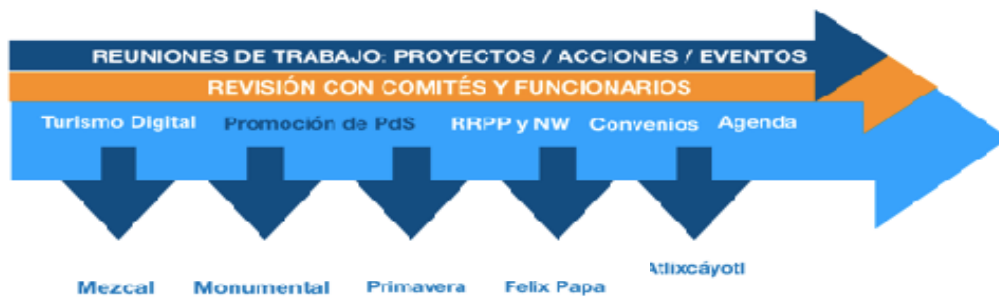 REUNIONES DE TRABAJO: PROYECTOS / ACCIONES / EVENTOS
REVISIÓN CON COMITÉS Y FUNCIONARIOS
Turismo Digital Promoción de PdS RRPP y NW Convenios Agenda
Mezcal Monumental Primavera Felix Papa Atlixcáyotl